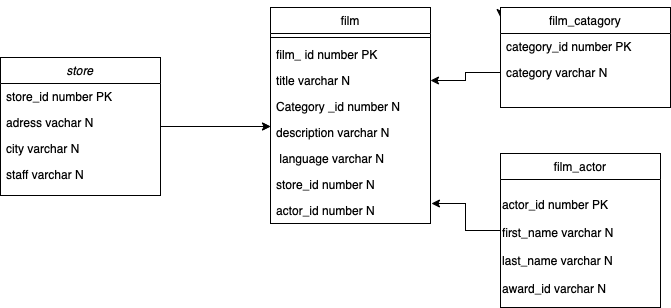 store
store_id number PK
adress vachar N
city varchar N
staff varchar N
film
film_ id number PK
title varchar N
Category _id number N
description varchar N
language varchar N
store_id number N
actor_id number N
film_catagory
category_id number PK
category varchar N
film_actor
actor_id number PK
first_name varchar N
last_name varchar N
award_id varchar N